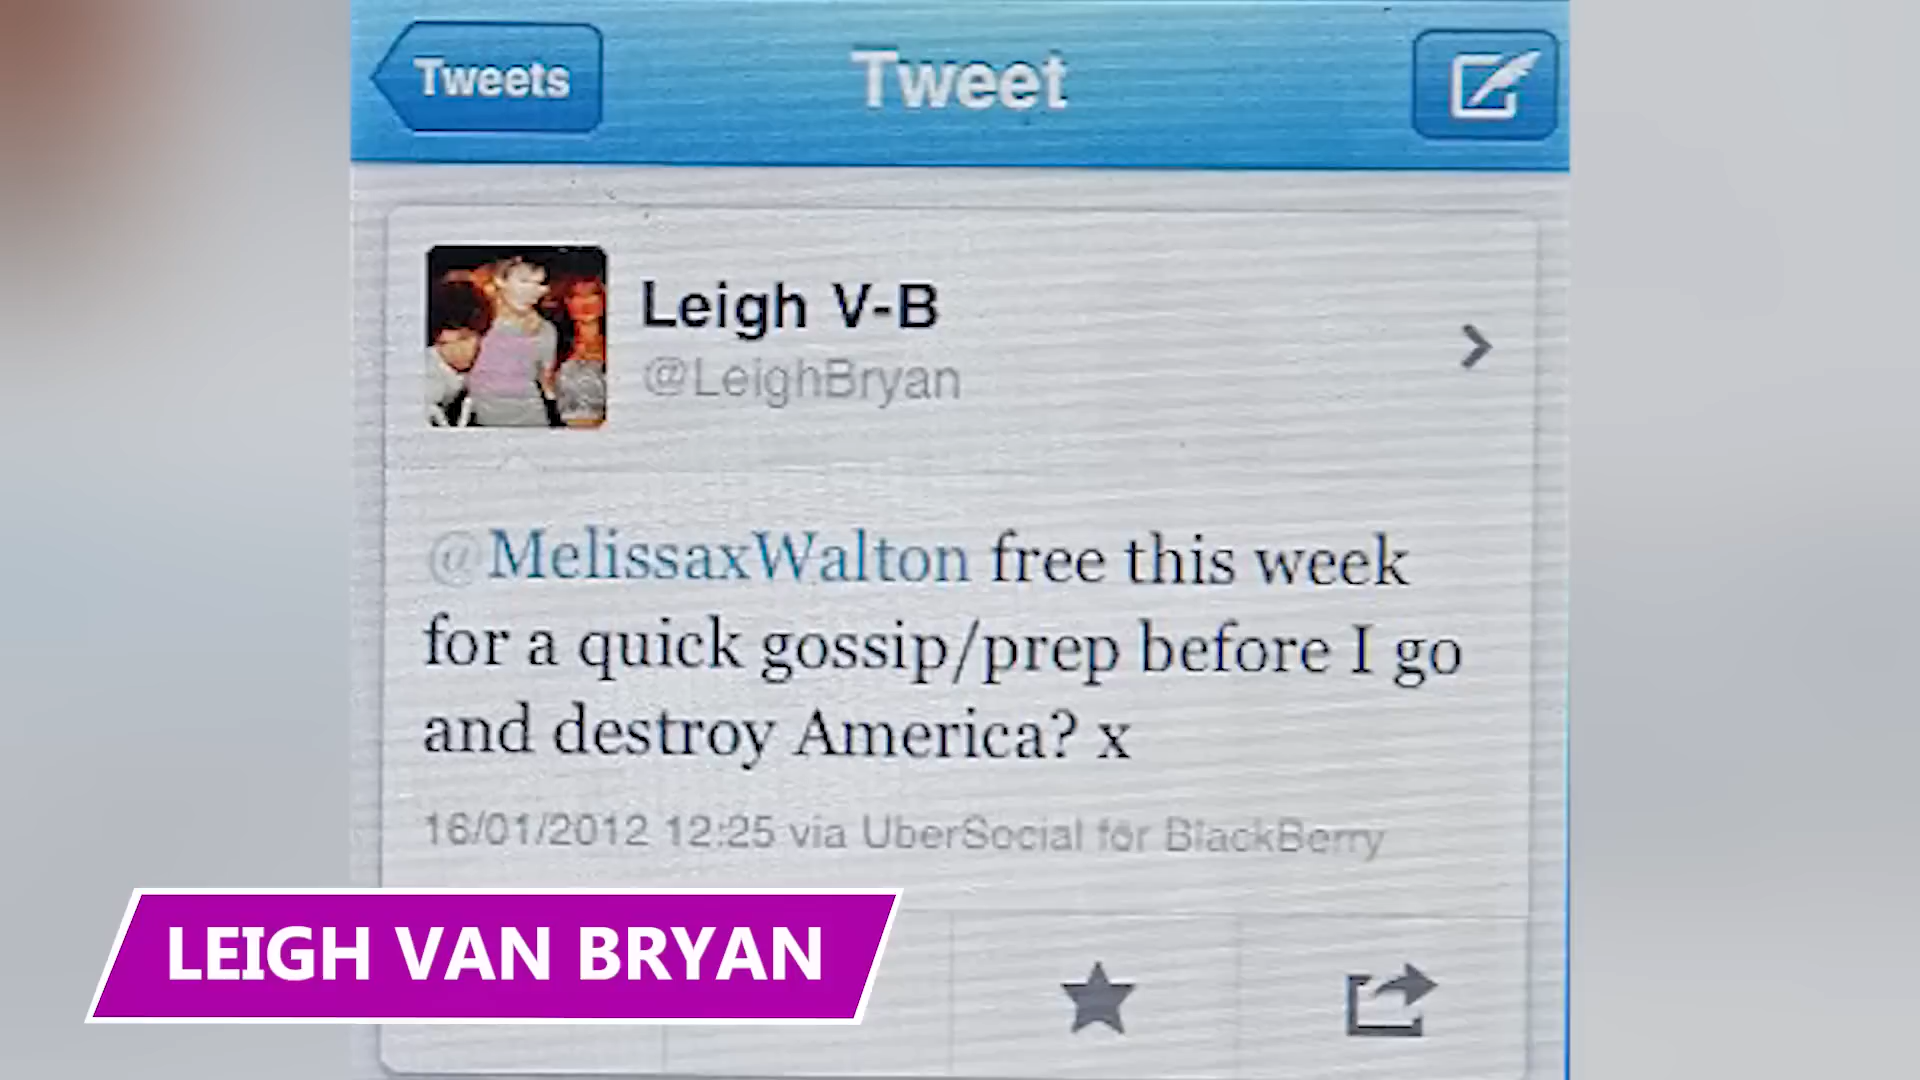 Tweets
Tweet
Leigh V-B
@LeighBryan
@MelissaxWalton free this week
for a quick gossip/prep before I go
and destroy America? x
16/01/2012 12:25 via UberSocial for BlackBerry
LEIGH VAN BRYAN